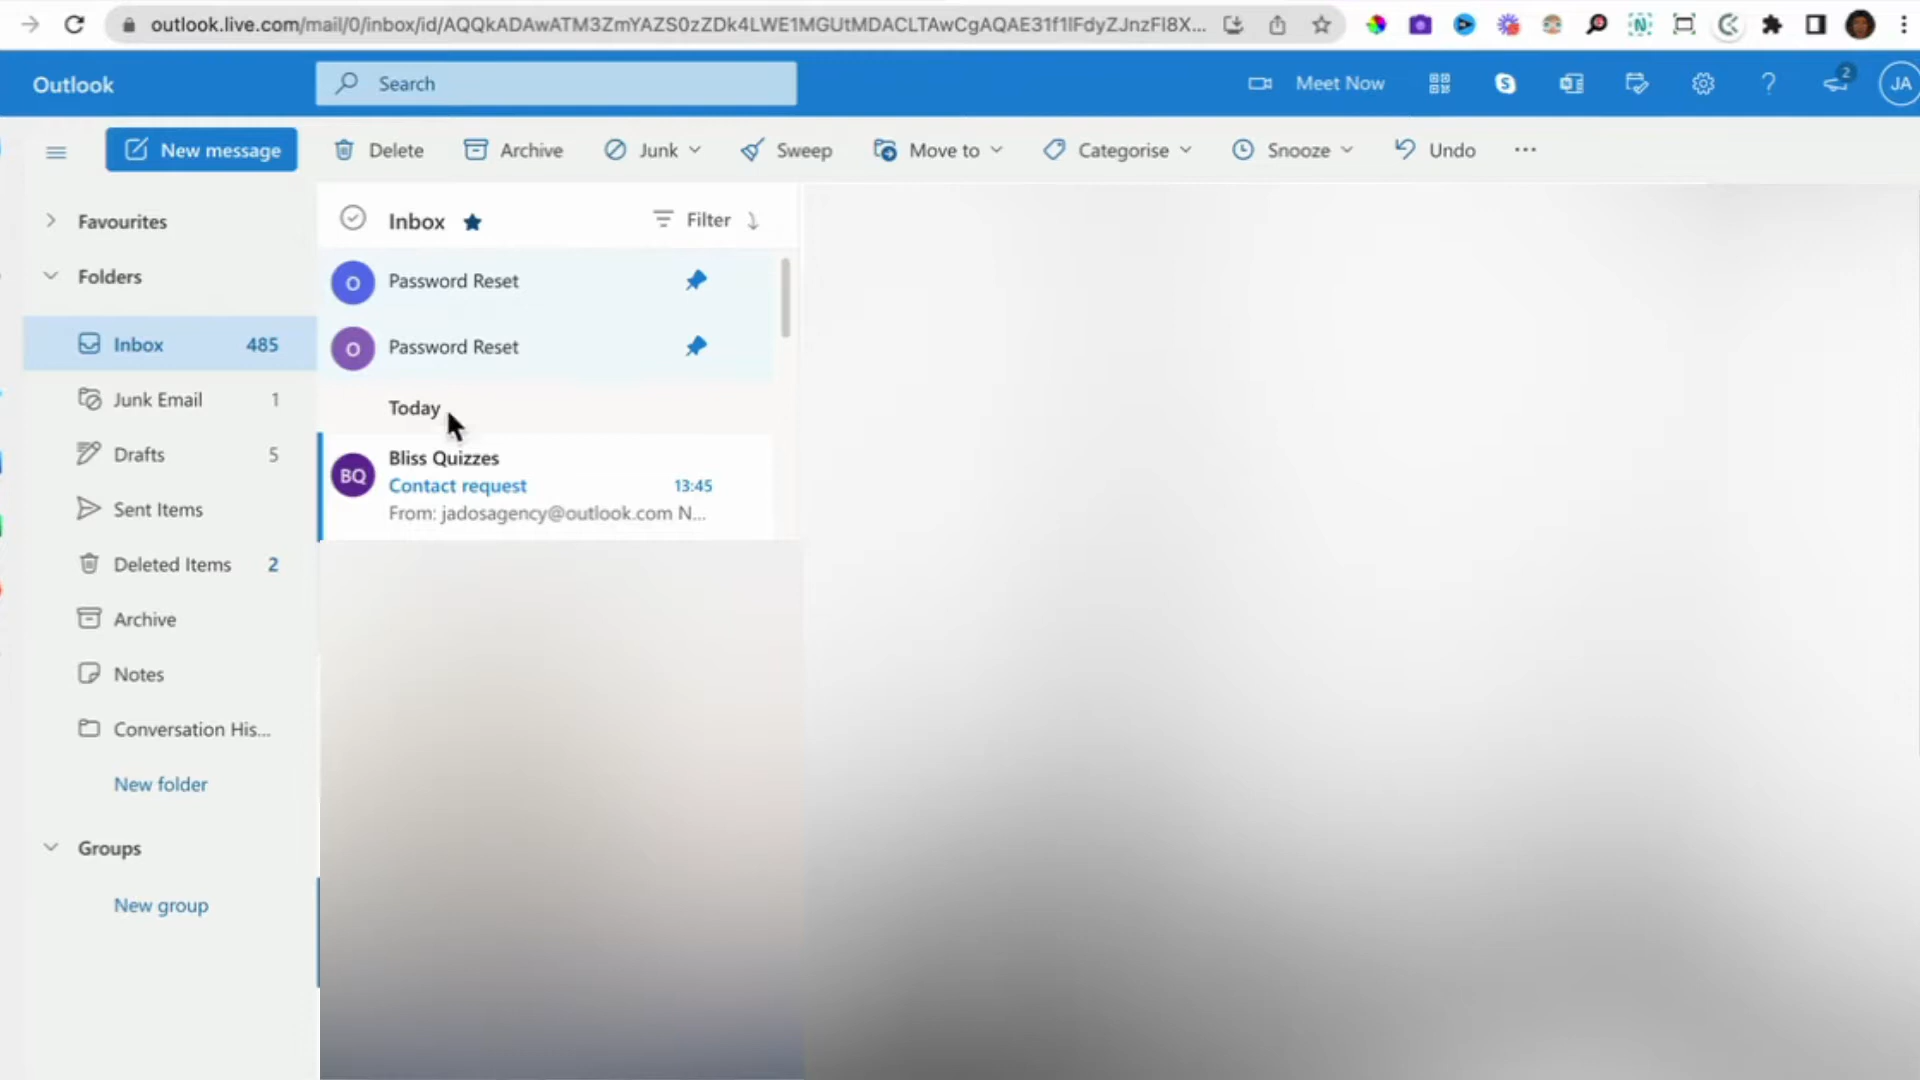 outlook.live.com/mail/0/inbox/id/AQQkADAwATM3ZmYAZS0zZDk4LWE1MGUtMDACLTAwCgAQAE31f1lFdyZJnzFI8X...
Outlook
Search
Meet Now
2
JA
New message
Delete
Archive
Junk
Sweep
Move to
Categorise
Snooze
Undo
Favourites
Folders
Inbox 485
Junk Email 1
Drafts 5
Sent Items
Deleted Items 2
Archive
Notes
Conversation His...
New folder
Groups
New group
Inbox
Filter
O Password Reset
O Password Reset
Today
BQ
Bliss Quizzes
Contact request 13:45
From: jadosagency@outlook.com N...